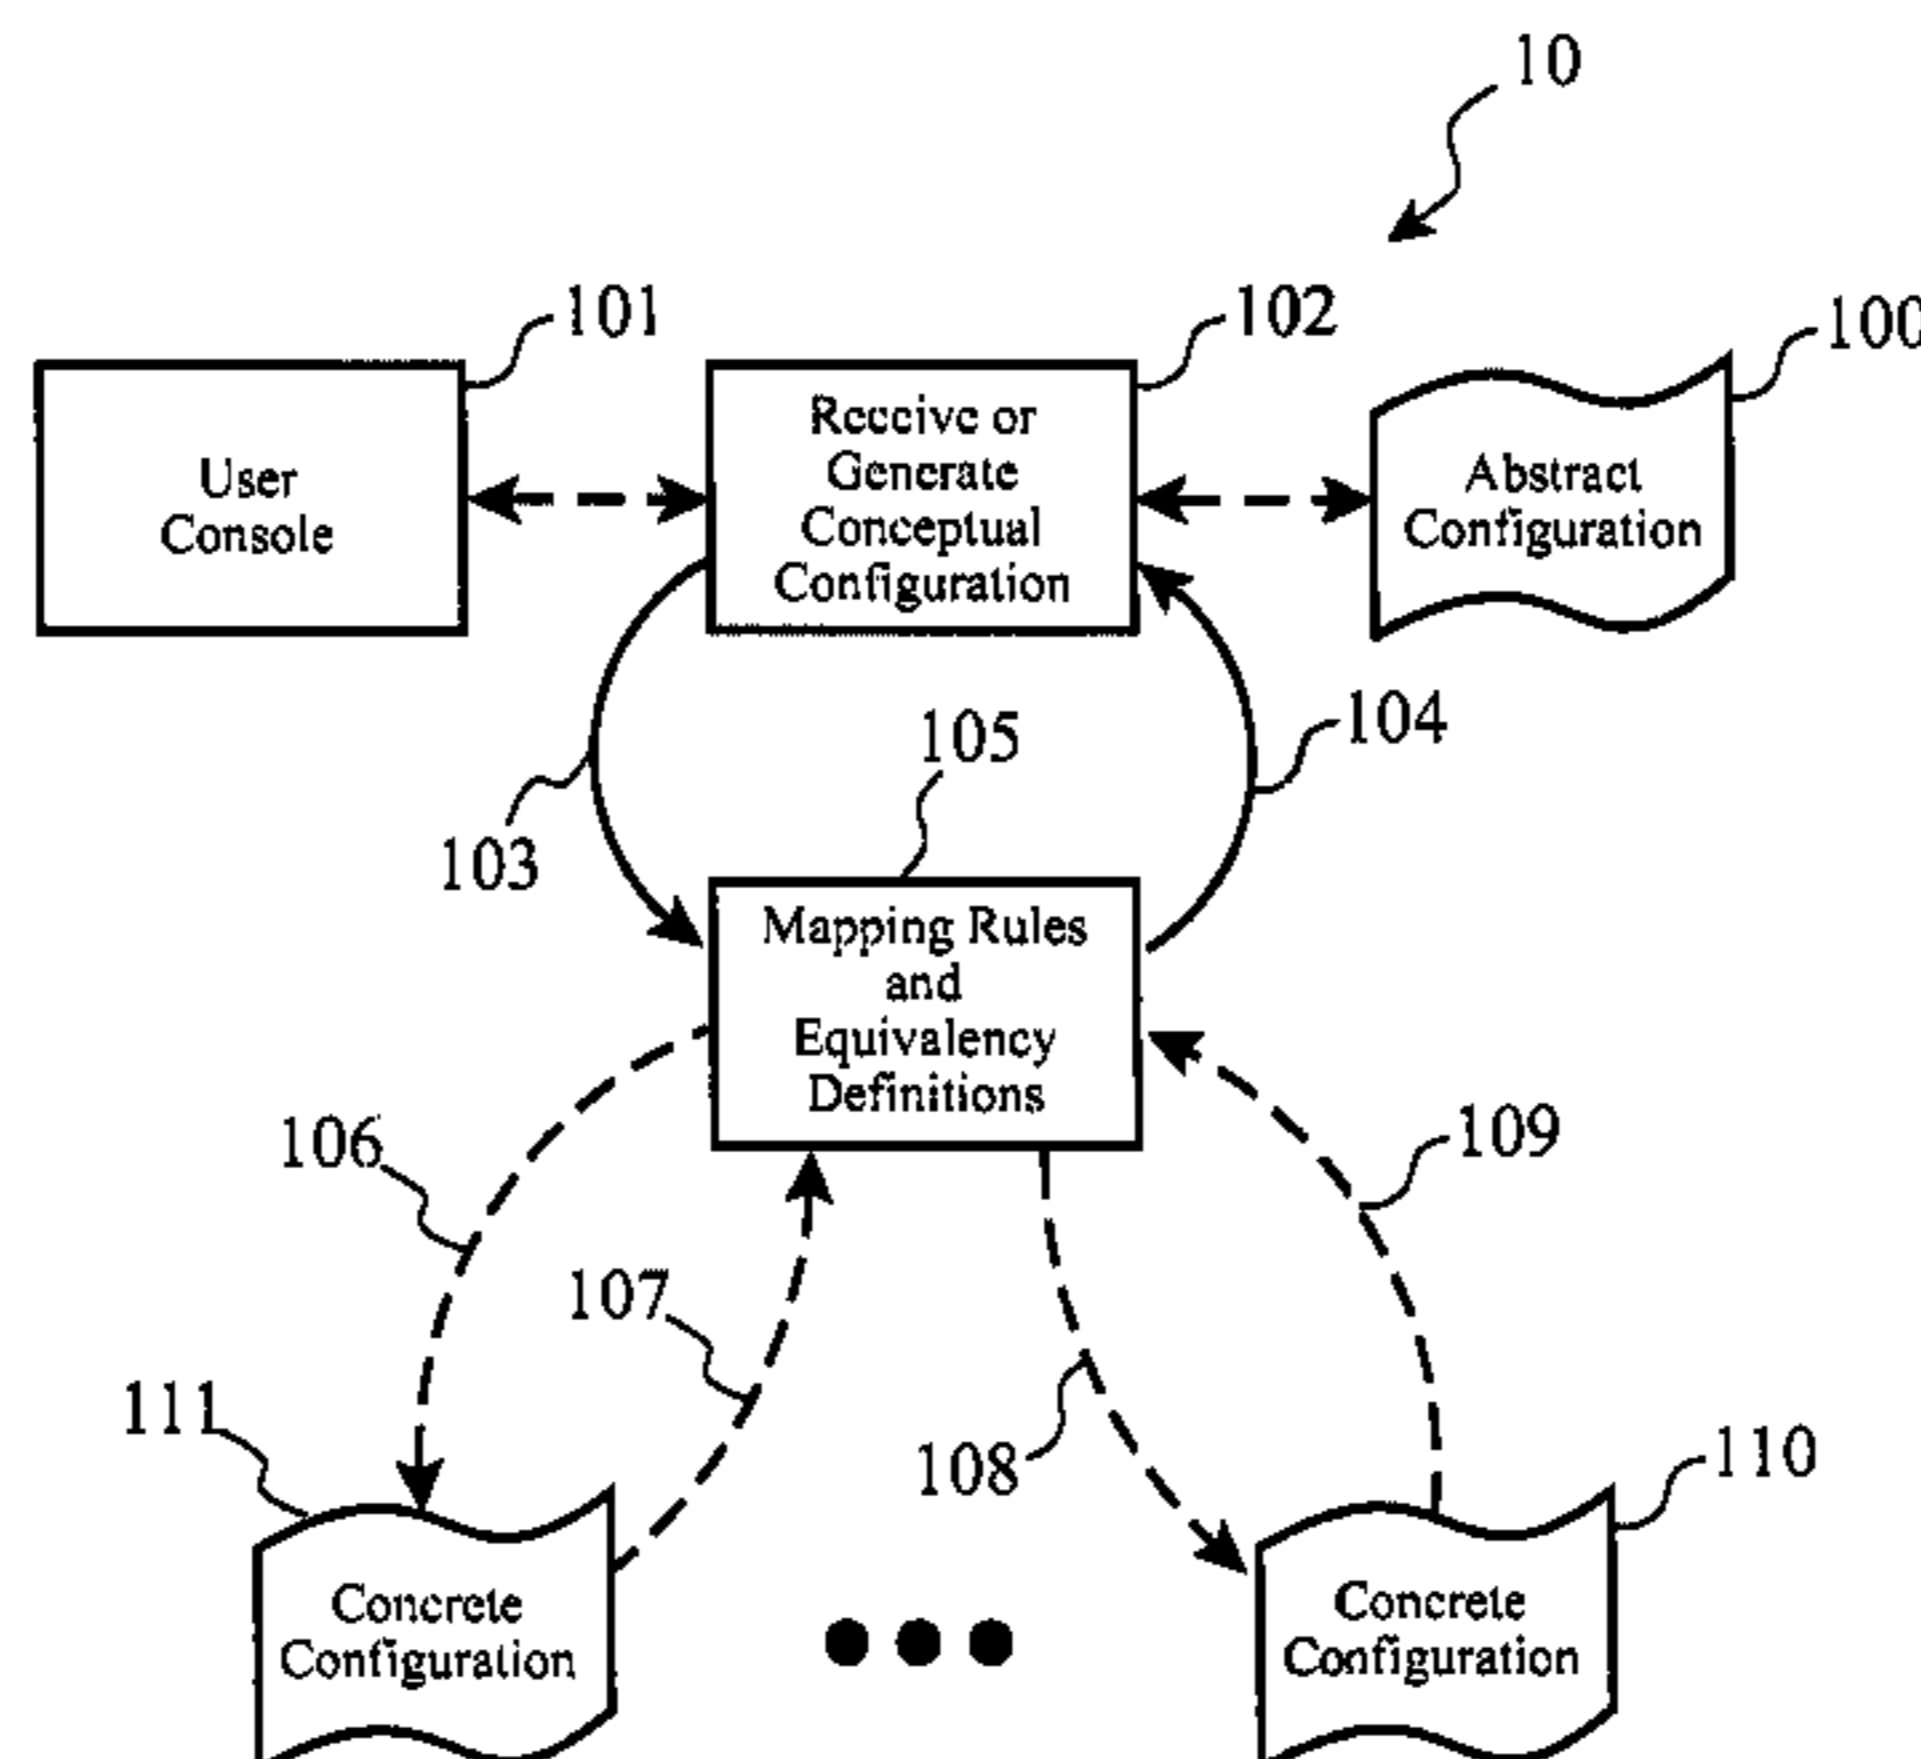 10
101
102
100
User
Console
Receive or
Generate
Conceptual
Configuration
Abstract
Configuration
103
105
104
Mapping Rules
and
Equivalency
Definitions
106
107
108
109
111
110
Concrete
Configuration
Concrete
Configuration